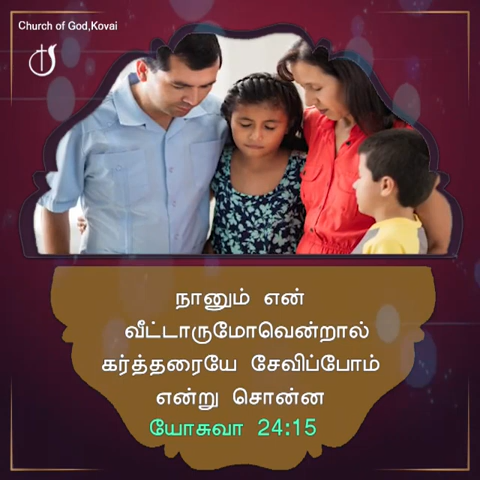 Church of God,Kovai
நானும் என்
வீட்டாருமோவென்றால்
கர்த்தரையே சேவிப்போம்
என்று சொன்ன
யோசுவா 24:15